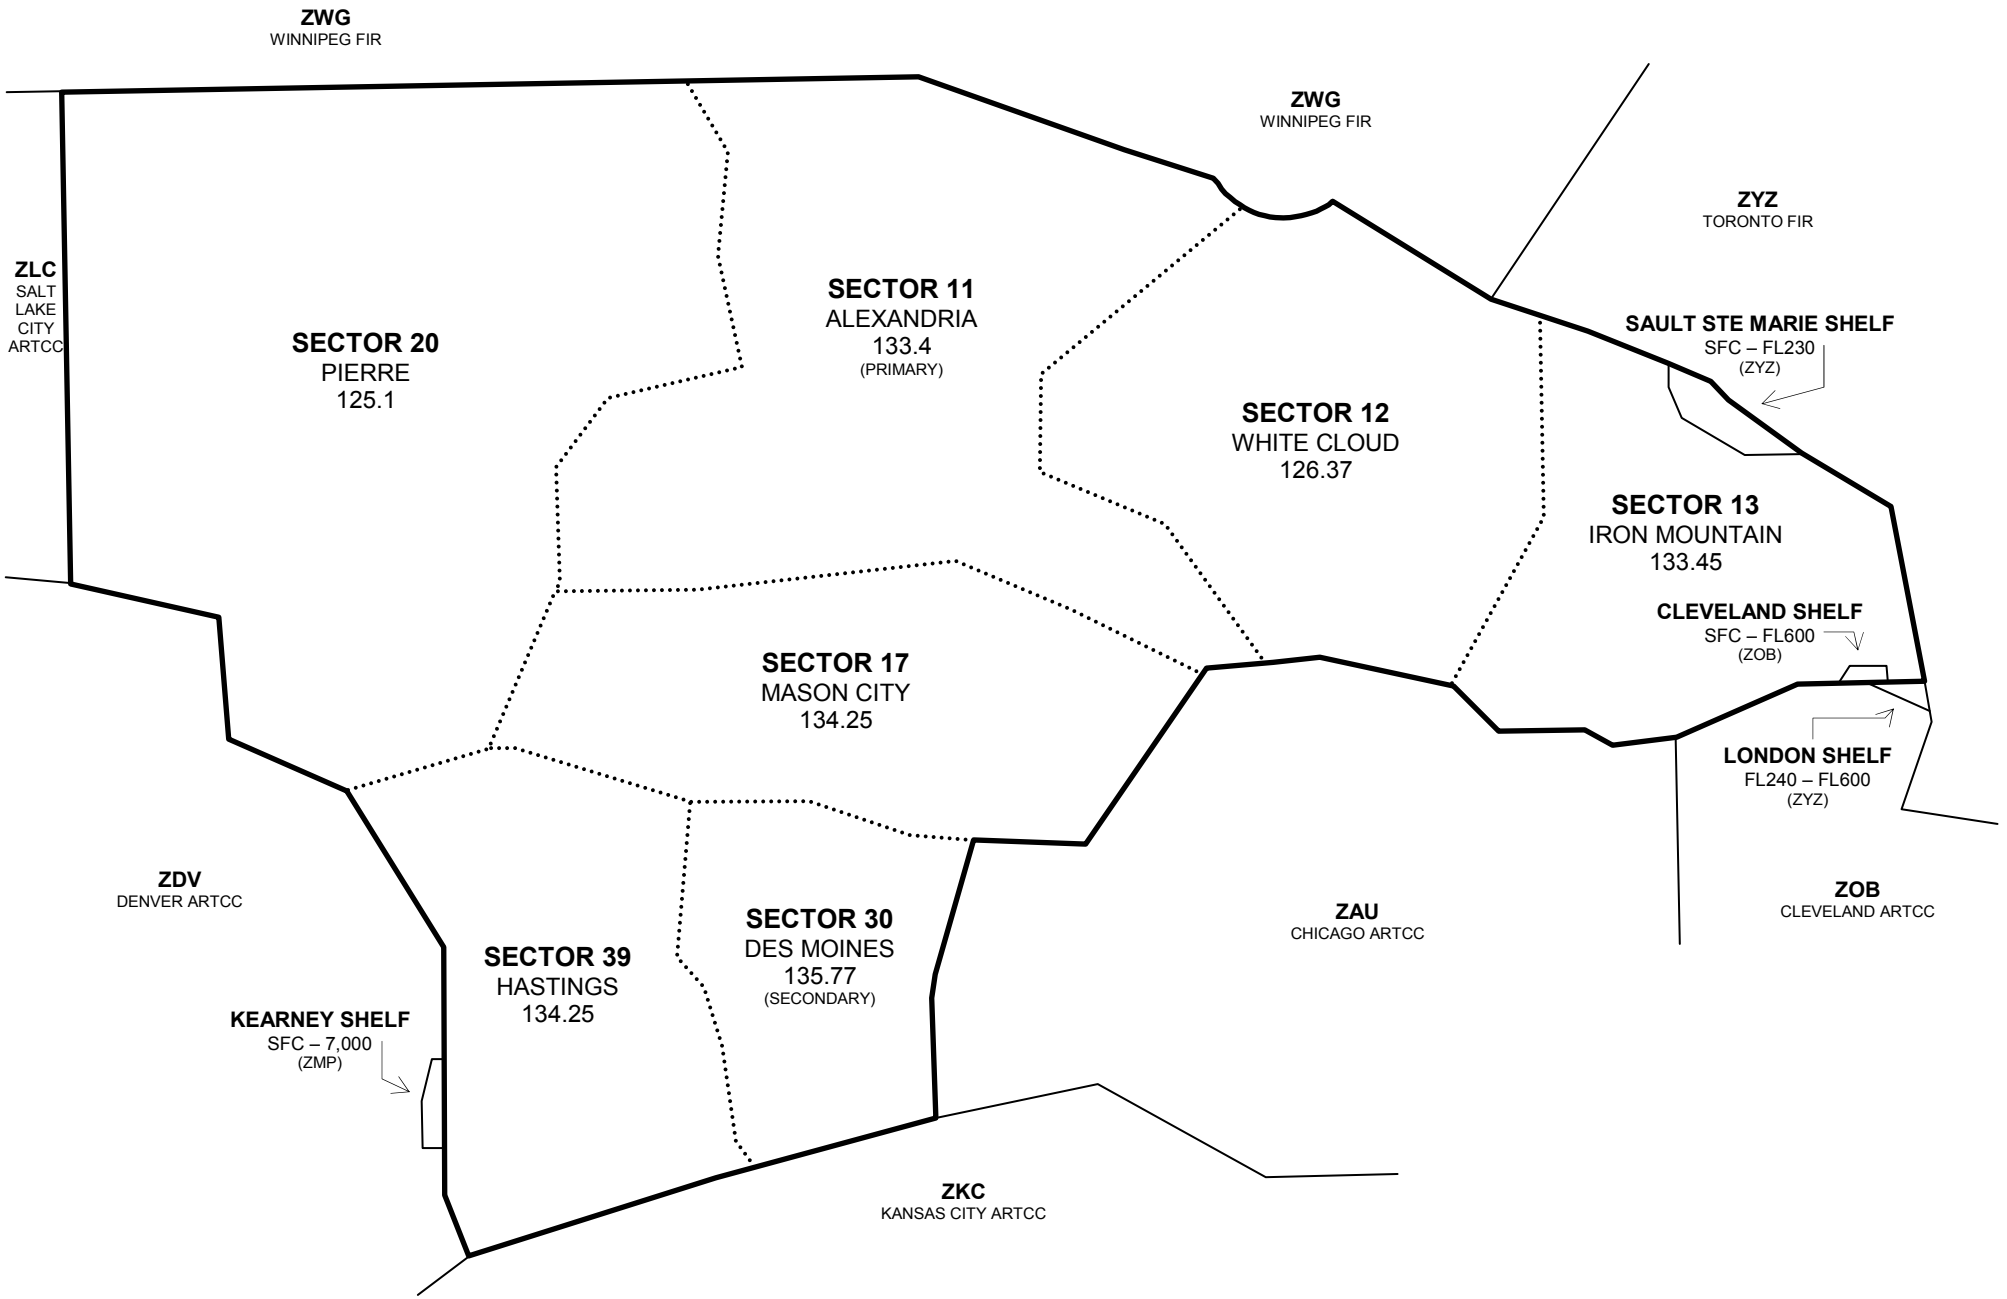 ZWG
WINNIPEG FIR
ZWG
WINNIPEG FIR
ZYZ
TORONTO FIR
ZLC
SALT
LAKE
CITY
ARTCC
SECTOR 11
ALEXANDRIA
133.4
(PRIMARY)
SECTOR 20
PIERRE
125.1
SAULT STE MARIE SHELF
SFC – FL230
(ZYZ)
SECTOR 12
WHITE CLOUD
126.37
SECTOR 13
IRON MOUNTAIN
133.45
CLEVELAND SHELF
SFC – FL600
(ZOB)
SECTOR 17
MASON CITY
134.25
LONDON SHELF
FL240 – FL600
(ZYZ)
ZDV
DENVER ARTCC
ZAU
CHICAGO ARTCC
ZOB
CLEVELAND ARTCC
SECTOR 30
DES MOINES
135.77
(SECONDARY)
SECTOR 39
HASTINGS
134.25
KEARNEY SHELF
SFC – 7,000
(ZMP)
ZKC
KANSAS CITY ARTCC